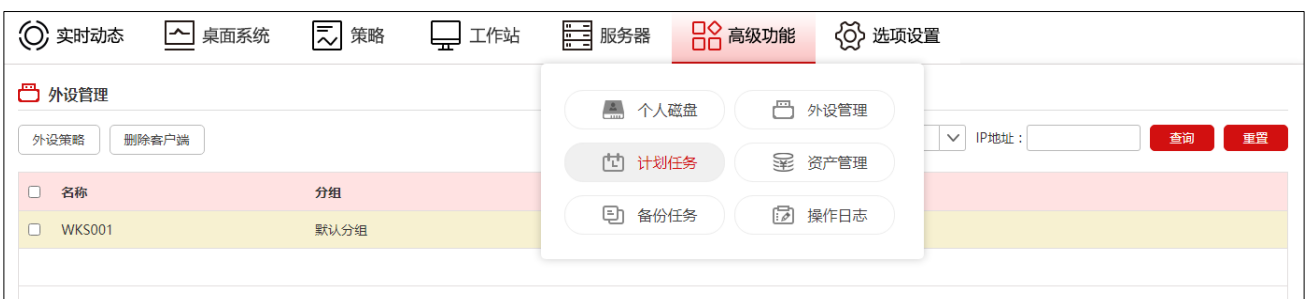 实时动态 桌面系统 策略 工作站 服务器 高级功能 选项设置
外设管理
个人磁盘 外设管理
外设策略 删除客户端 IP地址： 查询 重置
计划任务 资产管理
名称 分组
备份任务 操作日志
WKS001 默认分组